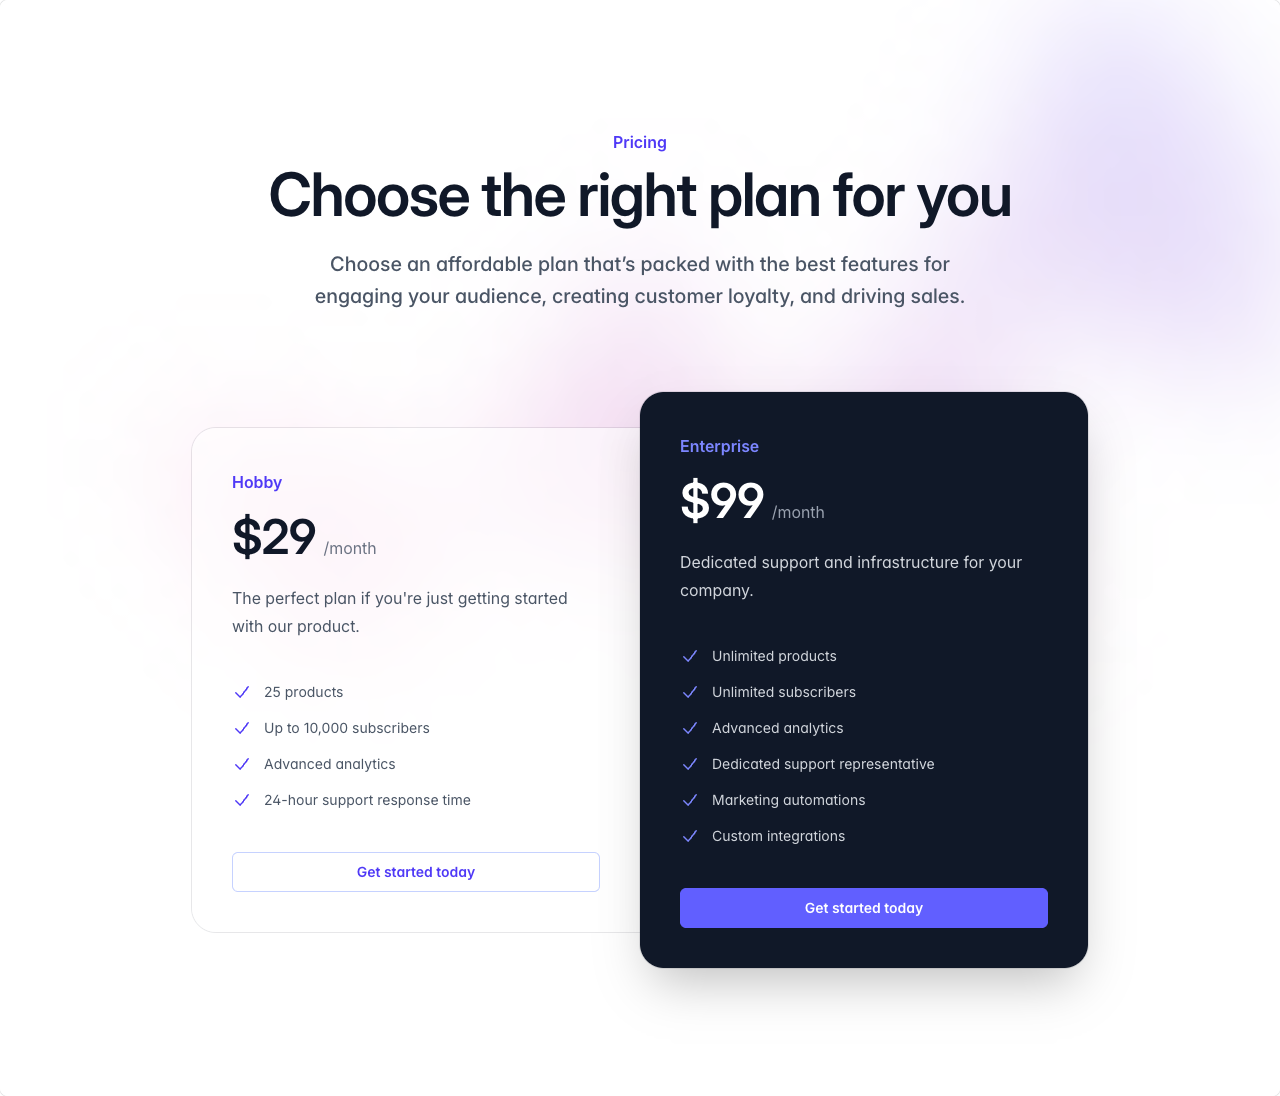 Pricing
Choose the right plan for you
Choose an affordable plan that’s packed with the best features for
engaging your audience, creating customer loyalty, and driving sales.
Hobby
$29 /month
The perfect plan if you're just getting started
with our product.
25 products
Up to 10,000 subscribers
Advanced analytics
24-hour support response time
Get started today
Enterprise
$99 /month
Dedicated support and infrastructure for your
company.
Unlimited products
Unlimited subscribers
Advanced analytics
Dedicated support representative
Marketing automations
Custom integrations
Get started today